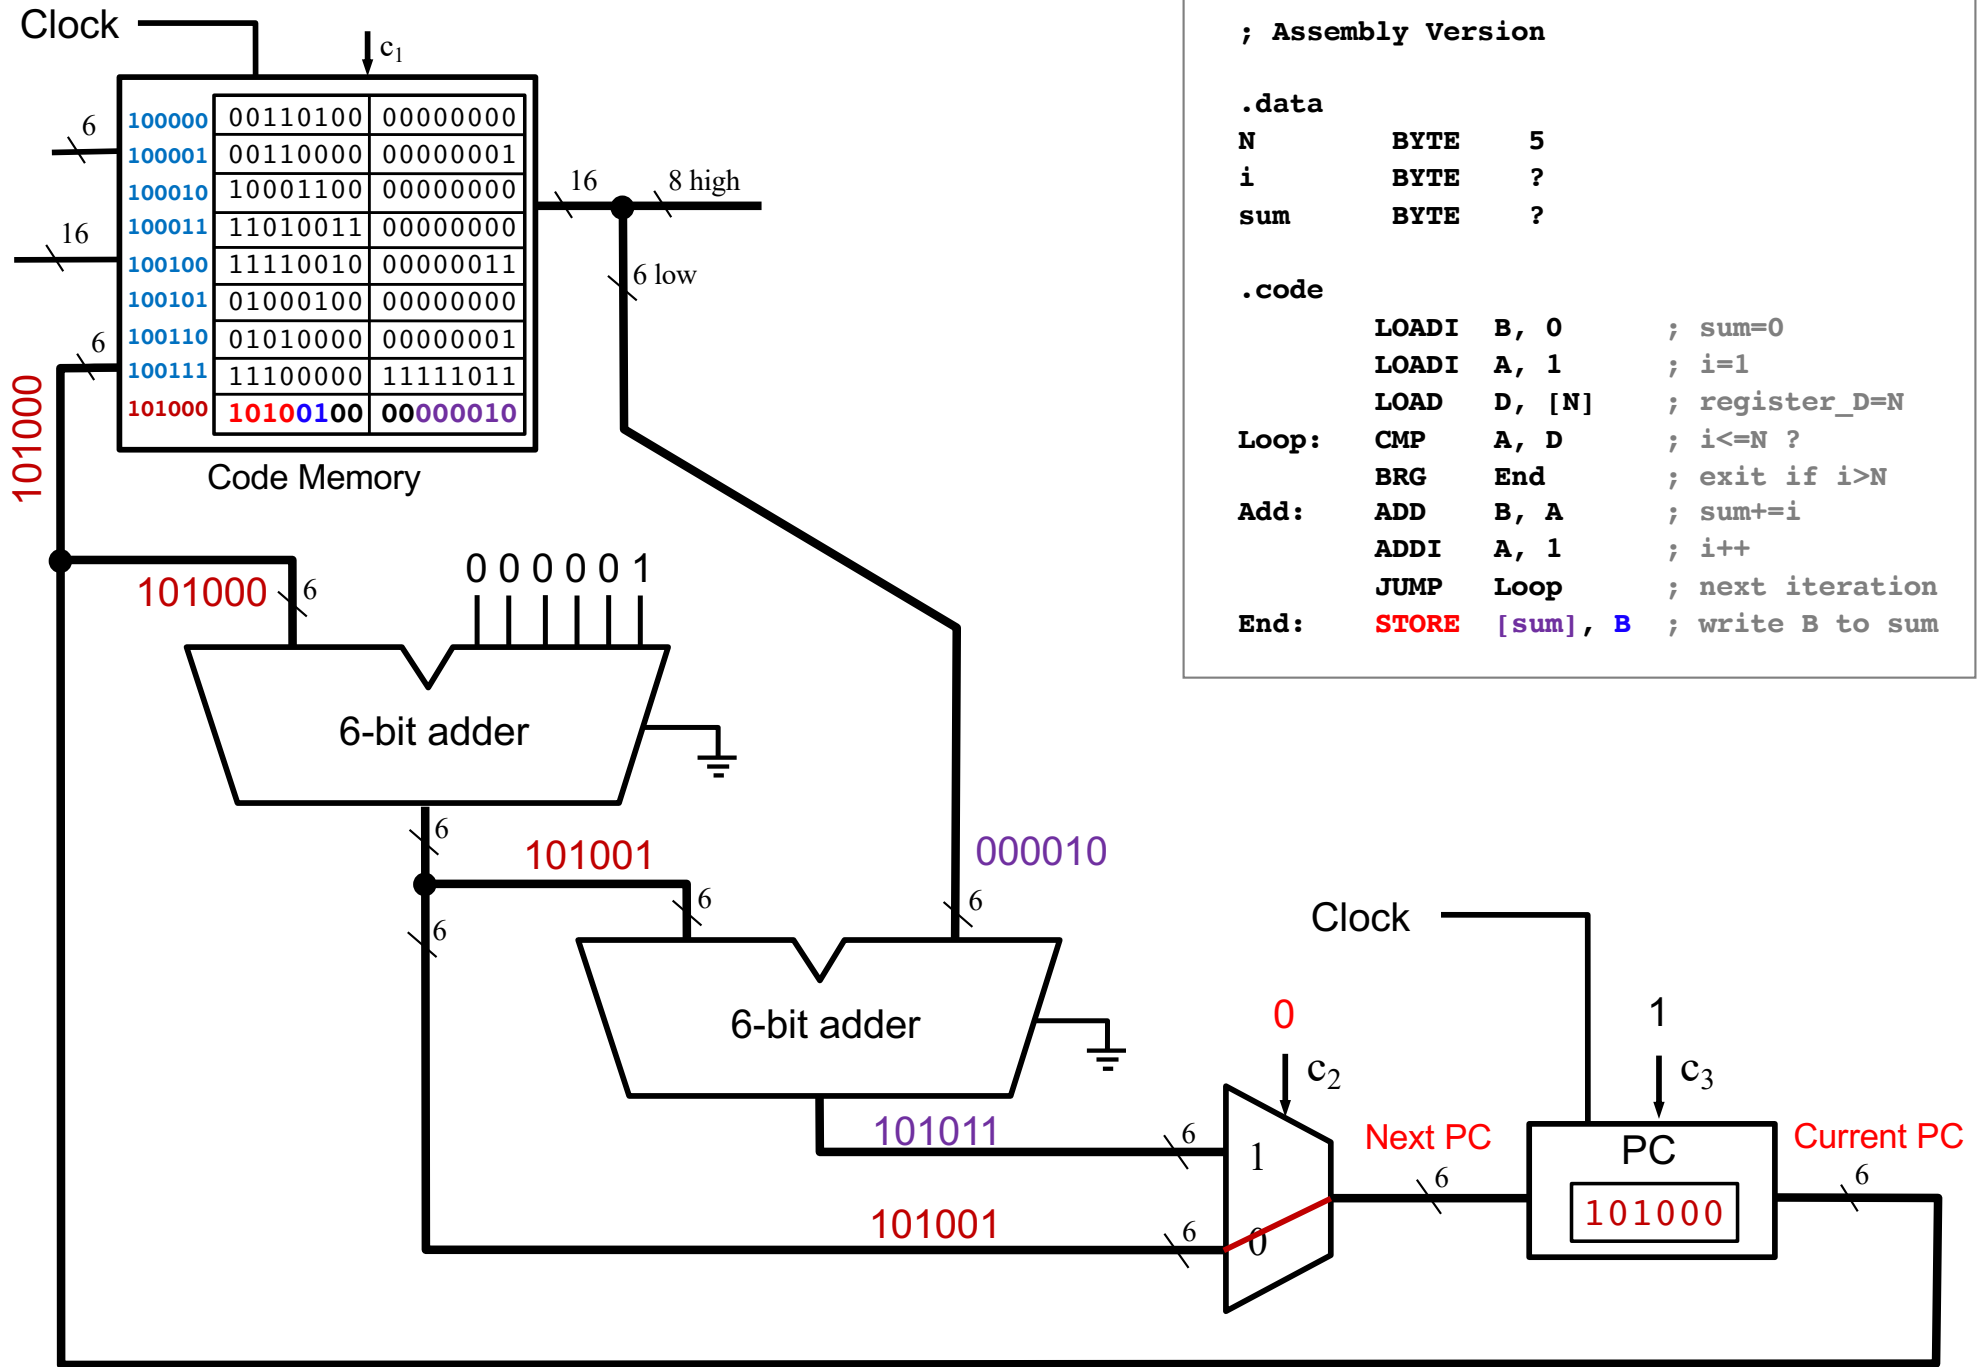 Clock
c1
6
16
6
100000 00110100 00000000
100001 00110000 00000001
100010 10001100 00000000
100011 11010011 00000000
100100 11110010 00000011
100101 01000100 00000000
100110 01010000 00000001
100111 11100000 11111011
101000 10100100 00000010
Code Memory
16
8 high
6 low
101000
101000
6
0 0 0 0 0 1
6-bit adder
6
101001
6
6
000010
6
6-bit adder
101011
6
101001
6
0
c2
1
0
Next PC
6
Clock
1
c3
PC
101000
Current PC
6
; Assembly Version
.data
N BYTE 5
i BYTE ?
sum BYTE ?
.code
LOADI B, 0 ; sum=0
LOADI A, 1 ; i=1
LOAD D, [N] ; register_D=N
Loop: CMP A, D ; i<=N ?
BRG End ; exit if i>N
Add: ADD B, A ; sum+=i
ADDI A, 1 ; i++
JUMP Loop ; next iteration
End: STORE [sum], B ; write B to sum